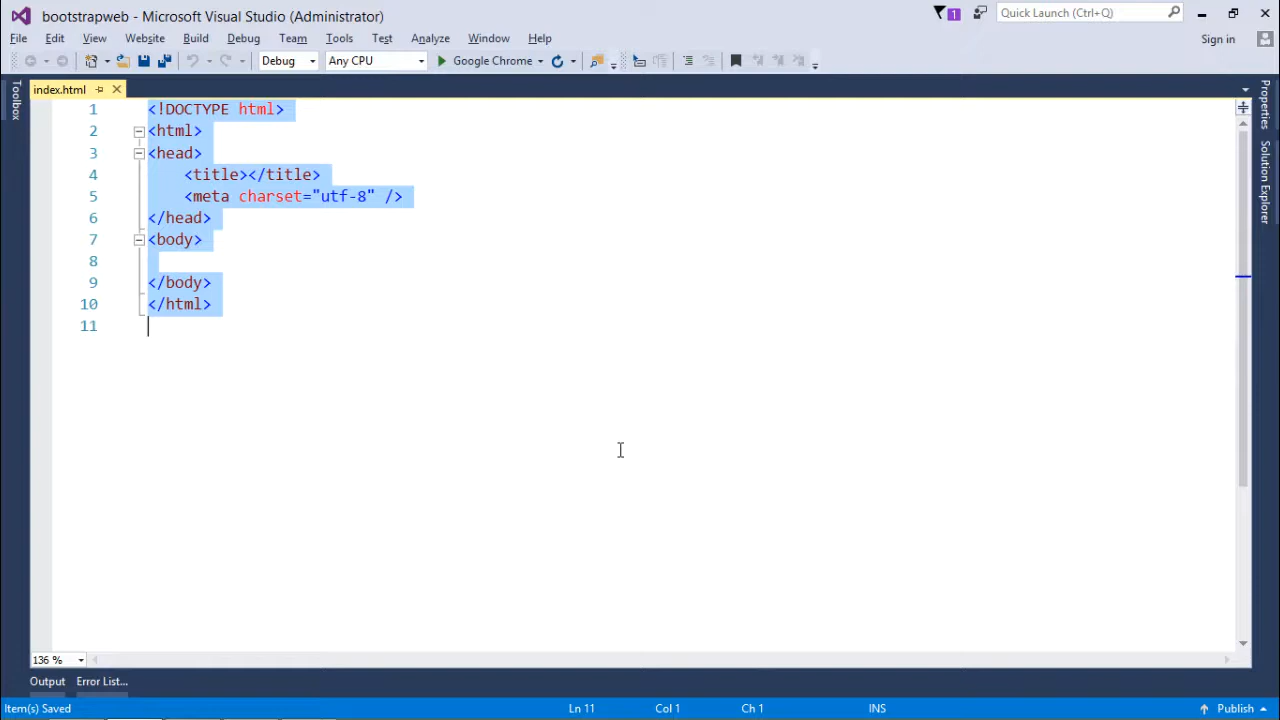 bootstrapweb - Microsoft Visual Studio (Administrator)
1
Quick Launch (Ctrl+Q)
File Edit View Website Build Debug Team Tools Test Analyze Window Help
Sign in
Debug Any CPU Google Chrome
index.html
Toolbox
Properties
Solution Explorer
1 <!DOCTYPE html>
2 <html>
3 <head>
4 <title></title>
5 <meta charset="utf-8" />
6 </head>
7 <body>
8
9 </body>
10 </html>
11
136 %
Output Error List...
Item(s) Saved Ln 11 Col 1 Ch 1 INS Publish